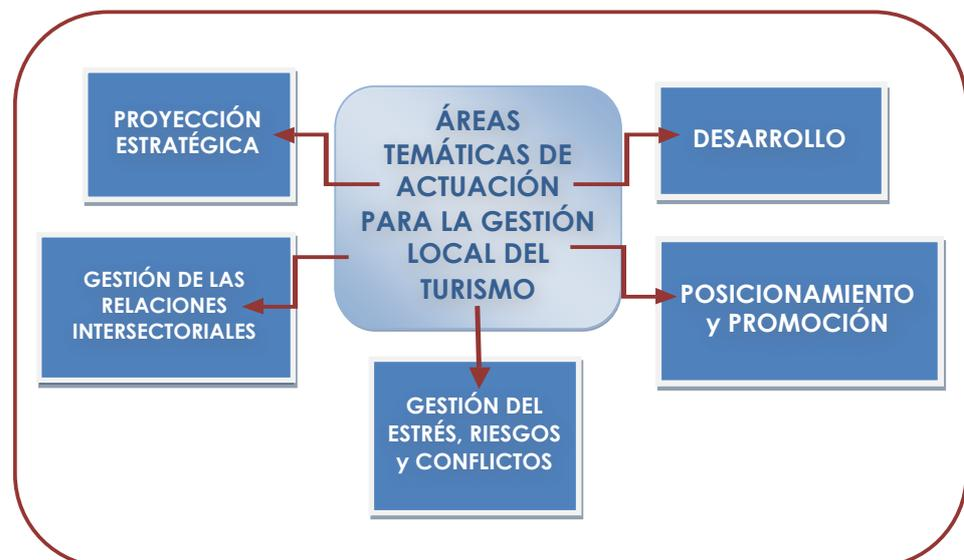 ÁREAS
TEMÁTICAS DE
ACTUACIÓN
PARA LA GESTIÓN
LOCAL DEL
TURISMO
PROYECCIÓN
ESTRATÉGICA
DESARROLLO
GESTIÓN DE LAS
RELACIONES
INTERSECTORIALES
POSICIONAMIENTO
y PROMOCIÓN
GESTIÓN DEL
ESTRÉS, RIESGOS
y CONFLICTOS